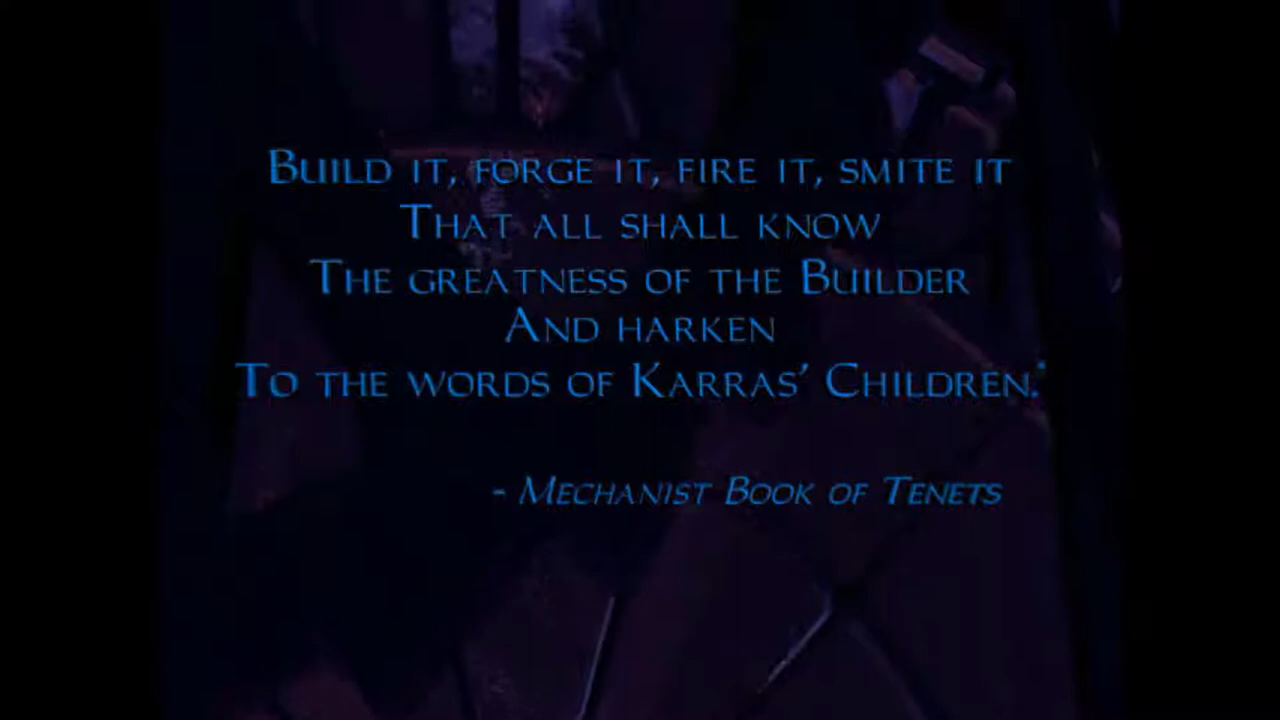 Build it, forge it, fire it, smite it
That all shall know
The greatness of the Builder
And harken
To the words of Karras’ Children.'
- Mechanist Book of Tenets